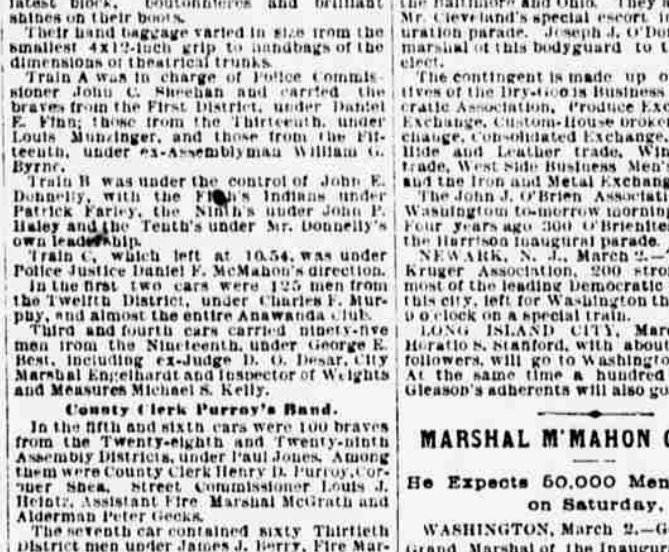 latest block, boutonnieres and brilliant
shines on their boots.
Their hand baggage varied in size from the
smallest 4x12-inch grip to handbags of the
dimensions of theatrical trunks.
Train A was in charge of Police Commis-
sioner John C. Sheehan and carried the
braves from the First District, under Daniel
E. Finn; those from the Thirteenth, under
Louis Munzinger, and those from the Fif-
teenth, under ex-Assemblyman William G.
Byrne.
Train B was under the control of John E.
Donnelly, with the Indians under
Patrick Farley, the Ninth's under John P.
Haley and the Tenth's under Mr. Donnelly's
own leadership.
Train C, which left at 10.54, was under
Police Justice Daniel F. McMahon's direction.
In the first two cars were 125 men from
the Twelfth District, under Charles F. Mur-
phy, and almost the entire Anawanda Club.
Third and fourth cars carried ninety-five
men from the Nineteenth, under George E.
Best, including ex-Judge D. O. Desar, City
Marshal Engelhardt and Inspector of Weights
and Measures Michael S. Kelly.
County Clerk Purroy's Band.
In the fifth and sixth cars were 100 braves
from the Twenty-eighth and Twenty-ninth
Assembly Districts, under Paul Jones. Among
them were County Clerk Henry D. Purroy, Cor-
oner Shea, Street Commissioner Louis J.
Heintz, Assistant Fire Marshal McGrath and
Alderman Peter Gecks.
The seventh car contained sixty Thirtieth
District men under James J. Berry, Fire Mar-
the Baltimore and Ohio. They
Mr. Cleveland's special escort
uration parade. Joseph J. O'Do
marshal of this bodyguard to
elect.
The contingent is made up o
tives of the Dry-Goods Business
cratic Association, Produce Ex
Exchange, Custom-House broker
change, Consolidated Exchange,
Hide and Leather trade, Win
trade, West Side Business Men's
and the Iron and Metal Exchang
The John J. O'Brien Associati
Washington to-morrow mornin
Four years ago 300 O'Brienites
the Harrison inaugural parade.
NEWARK, N. J., March 2.—
Kruger Association, 200 stro
most of the leading Democratic
this city, left for Washington th
9 o'clock on a special train.
LONG ISLAND CITY, Mar
Horatio S. Sanford, with about
followers, will go to Washingto
At the same time a hundred
Gleason's adherents will also go
MARSHAL M'MAHON
He Expects 50,000 Men
on Saturday.
WASHINGTON, March 2.—G
Grand Marshal of the Inaugu